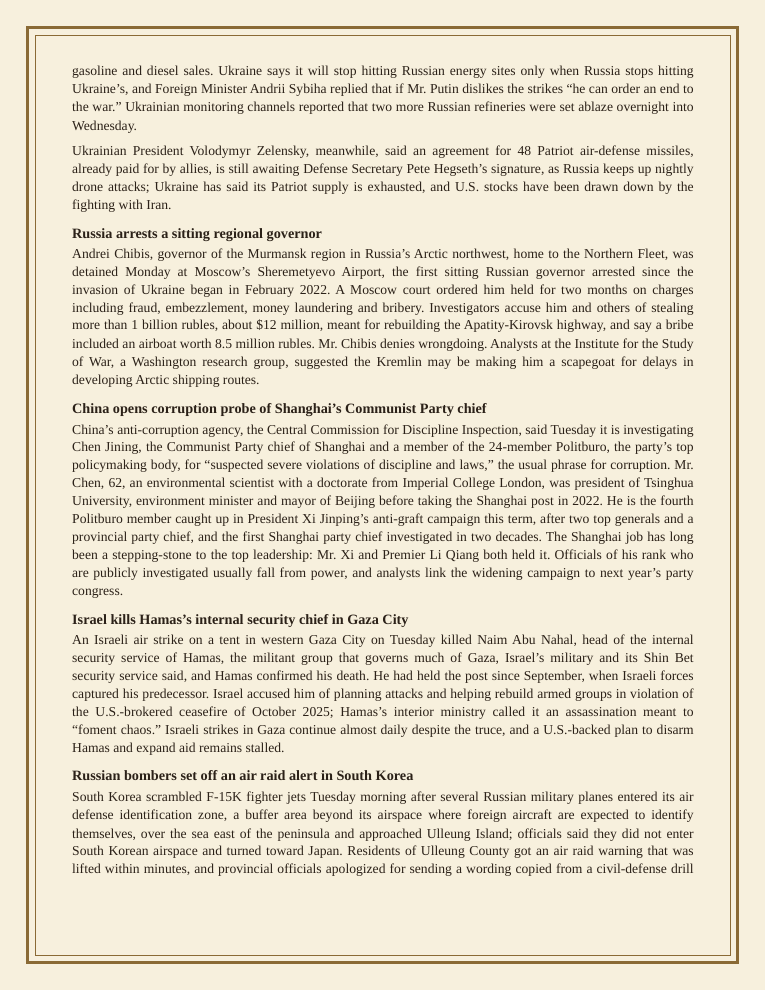 gasoline and diesel sales. Ukraine says it will stop hitting Russian energy sites only when Russia stops hitting
Ukraine’s, and Foreign Minister Andrii Sybiha replied that if Mr. Putin dislikes the strikes “he can order an end to
the war.” Ukrainian monitoring channels reported that two more Russian refineries were set ablaze overnight into
Wednesday.
Ukrainian President Volodymyr Zelensky, meanwhile, said an agreement for 48 Patriot air-defense missiles,
already paid for by allies, is still awaiting Defense Secretary Pete Hegseth’s signature, as Russia keeps up nightly
drone attacks; Ukraine has said its Patriot supply is exhausted, and U.S. stocks have been drawn down by the
fighting with Iran.
Russia arrests a sitting regional governor
Andrei Chibis, governor of the Murmansk region in Russia’s Arctic northwest, home to the Northern Fleet, was
detained Monday at Moscow’s Sheremetyevo Airport, the first sitting Russian governor arrested since the
invasion of Ukraine began in February 2022. A Moscow court ordered him held for two months on charges
including fraud, embezzlement, money laundering and bribery. Investigators accuse him and others of stealing
more than 1 billion rubles, about $12 million, meant for rebuilding the Apatity-Kirovsk highway, and say a bribe
included an airboat worth 8.5 million rubles. Mr. Chibis denies wrongdoing. Analysts at the Institute for the Study
of War, a Washington research group, suggested the Kremlin may be making him a scapegoat for delays in
developing Arctic shipping routes.
China opens corruption probe of Shanghai’s Communist Party chief
China’s anti-corruption agency, the Central Commission for Discipline Inspection, said Tuesday it is investigating
Chen Jining, the Communist Party chief of Shanghai and a member of the 24-member Politburo, the party’s top
policymaking body, for “suspected severe violations of discipline and laws,” the usual phrase for corruption. Mr.
Chen, 62, an environmental scientist with a doctorate from Imperial College London, was president of Tsinghua
University, environment minister and mayor of Beijing before taking the Shanghai post in 2022. He is the fourth
Politburo member caught up in President Xi Jinping’s anti-graft campaign this term, after two top generals and a
provincial party chief, and the first Shanghai party chief investigated in two decades. The Shanghai job has long
been a stepping-stone to the top leadership: Mr. Xi and Premier Li Qiang both held it. Officials of his rank who
are publicly investigated usually fall from power, and analysts link the widening campaign to next year’s party
congress.
Israel kills Hamas’s internal security chief in Gaza City
An Israeli air strike on a tent in western Gaza City on Tuesday killed Naim Abu Nahal, head of the internal
security service of Hamas, the militant group that governs much of Gaza, Israel’s military and its Shin Bet
security service said, and Hamas confirmed his death. He had held the post since September, when Israeli forces
captured his predecessor. Israel accused him of planning attacks and helping rebuild armed groups in violation of
the U.S.-brokered ceasefire of October 2025; Hamas’s interior ministry called it an assassination meant to
“foment chaos.” Israeli strikes in Gaza continue almost daily despite the truce, and a U.S.-backed plan to disarm
Hamas and expand aid remains stalled.
Russian bombers set off an air raid alert in South Korea
South Korea scrambled F-15K fighter jets Tuesday morning after several Russian military planes entered its air
defense identification zone, a buffer area beyond its airspace where foreign aircraft are expected to identify
themselves, over the sea east of the peninsula and approached Ulleung Island; officials said they did not enter
South Korean airspace and turned toward Japan. Residents of Ulleung County got an air raid warning that was
lifted within minutes, and provincial officials apologized for sending a wording copied from a civil-defense drill